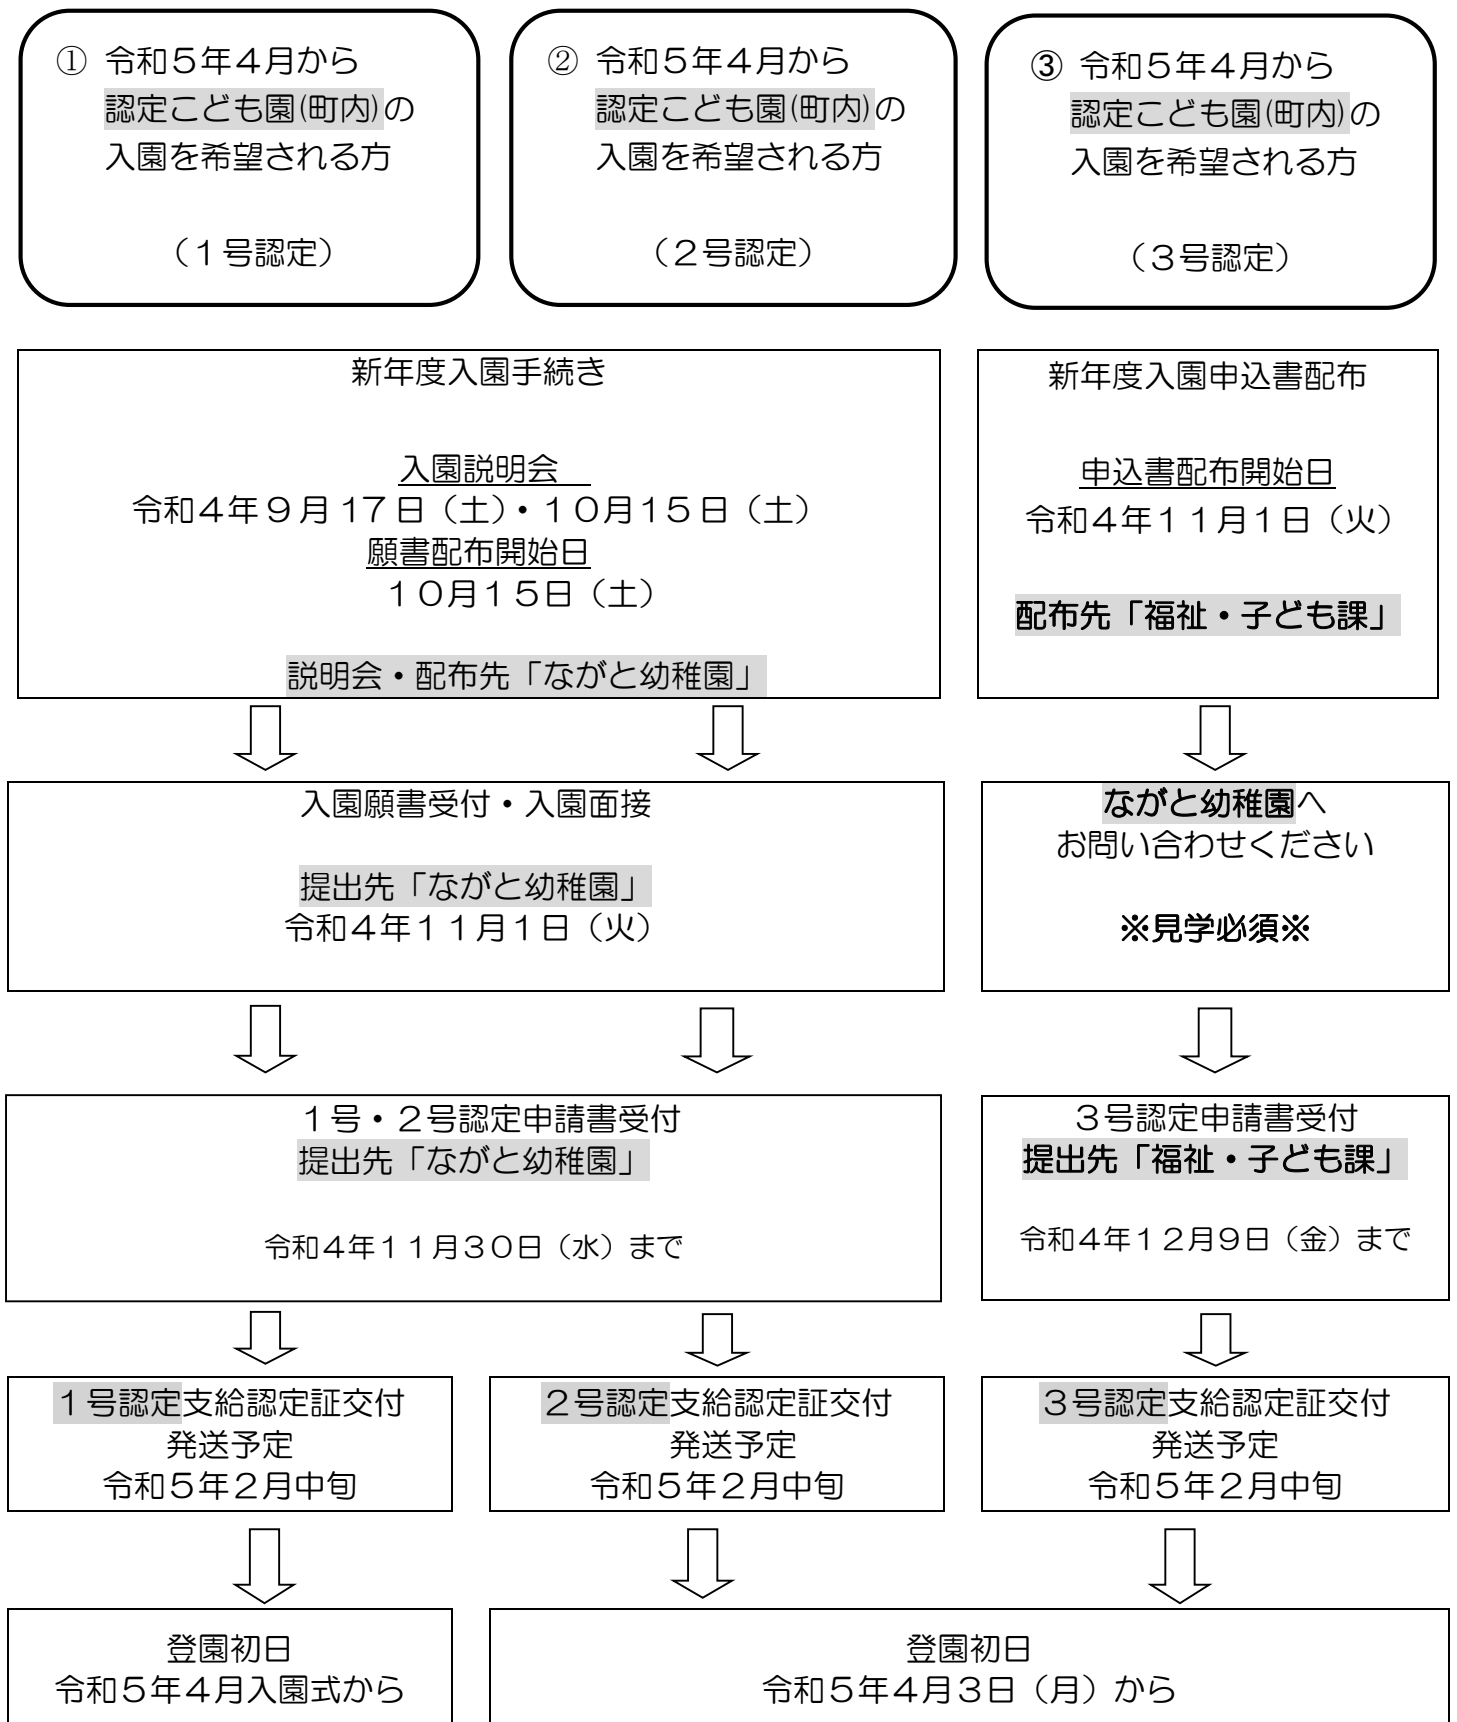 ① 令和５年４月から
認定こども園(町内)の
入園を希望される方
（１号認定）
② 令和５年４月から
認定こども園(町内)の
入園を希望される方
（２号認定）
③ 令和５年４月から
認定こども園(町内)の
入園を希望される方
（３号認定）
新年度入園手続き
入園説明会
令和４年９月17日（土）・１０月１５日（土）
願書配布開始日
１０月１５日（土）
説明会・配布先「ながと幼稚園」
新年度入園申込書配布
申込書配布開始日
令和４年１１月１日（火）
配布先「福祉・子ども課」
入園願書受付・入園面接
提出先「ながと幼稚園」
令和４年１１月１日（火）
ながと幼稚園へ
お問い合わせください
※見学必須※
１号・２号認定申請書受付
提出先「ながと幼稚園」
令和４年１１月３０日（水）まで
３号認定申請書受付
提出先「福祉・子ども課」
令和４年１２月９日（金）まで
１号認定支給認定証交付
発送予定
令和５年２月中旬
２号認定支給認定証交付
発送予定
令和５年２月中旬
３号認定支給認定証交付
発送予定
令和５年２月中旬
登園初日
令和５年４月入園式から
登園初日
令和５年４月３日（月）から